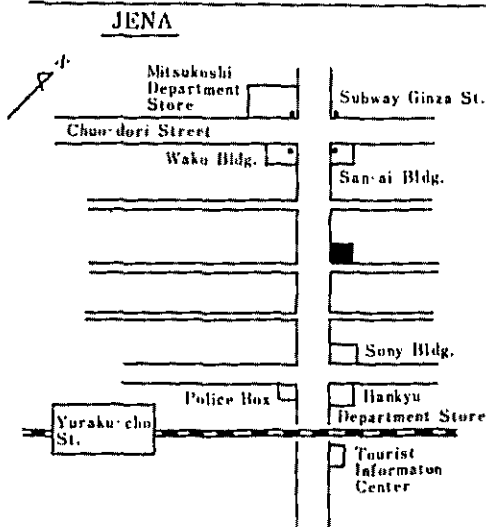 JENA
Mitsukoshi
Department
Store
Subway Ginza St.
Chuo-dori Street
Wako Bldg.
San-ai Bldg.
Sony Bldg.
Police Box
Hankyu
Department Store
Yuraku-cho
St.
Tourist
Informaton
Center